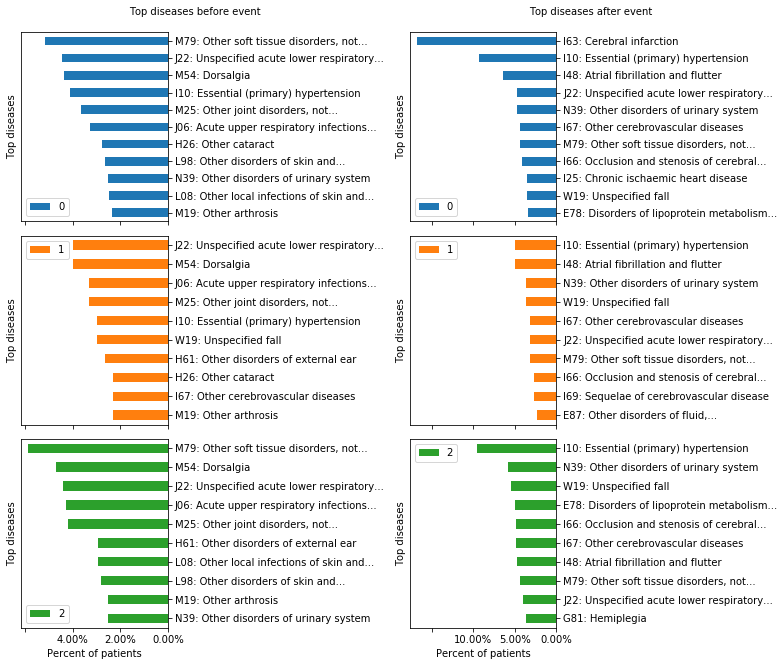 Top diseases before event
Top diseases
M79: Other soft tissue disorders, not...
J22: Unspecified acute lower respiratory...
M54: Dorsalgia
I10: Essential (primary) hypertension
M25: Other joint disorders, not...
J06: Acute upper respiratory infections...
H26: Other cataract
L98: Other disorders of skin and...
N39: Other disorders of urinary system
L08: Other local infections of skin and...
M19: Other arthrosis
0
Top diseases
J22: Unspecified acute lower respiratory...
M54: Dorsalgia
J06: Acute upper respiratory infections...
M25: Other joint disorders, not...
I10: Essential (primary) hypertension
W19: Unspecified fall
H61: Other disorders of external ear
H26: Other cataract
I67: Other cerebrovascular diseases
M19: Other arthrosis
1
Top diseases
M79: Other soft tissue disorders, not...
M54: Dorsalgia
J22: Unspecified acute lower respiratory...
J06: Acute upper respiratory infections...
M25: Other joint disorders, not...
H61: Other disorders of external ear
L08: Other local infections of skin and...
L98: Other disorders of skin and...
M19: Other arthrosis
N39: Other disorders of urinary system
2
4.00% 2.00% 0.00%
Percent of patients
Top diseases after event
Top diseases
I63: Cerebral infarction
I10: Essential (primary) hypertension
I48: Atrial fibrillation and flutter
J22: Unspecified acute lower respiratory...
N39: Other disorders of urinary system
I67: Other cerebrovascular diseases
M79: Other soft tissue disorders, not...
I66: Occlusion and stenosis of cerebral...
I25: Chronic ischaemic heart disease
W19: Unspecified fall
E78: Disorders of lipoprotein metabolism...
0
Top diseases
I10: Essential (primary) hypertension
I48: Atrial fibrillation and flutter
N39: Other disorders of urinary system
W19: Unspecified fall
I67: Other cerebrovascular diseases
J22: Unspecified acute lower respiratory...
M79: Other soft tissue disorders, not...
I66: Occlusion and stenosis of cerebral...
I69: Sequelae of cerebrovascular disease
E87: Other disorders of fluid,...
1
Top diseases
I10: Essential (primary) hypertension
N39: Other disorders of urinary system
W19: Unspecified fall
E78: Disorders of lipoprotein metabolism...
I66: Occlusion and stenosis of cerebral...
I67: Other cerebrovascular diseases
I48: Atrial fibrillation and flutter
M79: Other soft tissue disorders, not...
J22: Unspecified acute lower respiratory...
G81: Hemiplegia
2
10.00% 5.00% 0.00%
Percent of patients